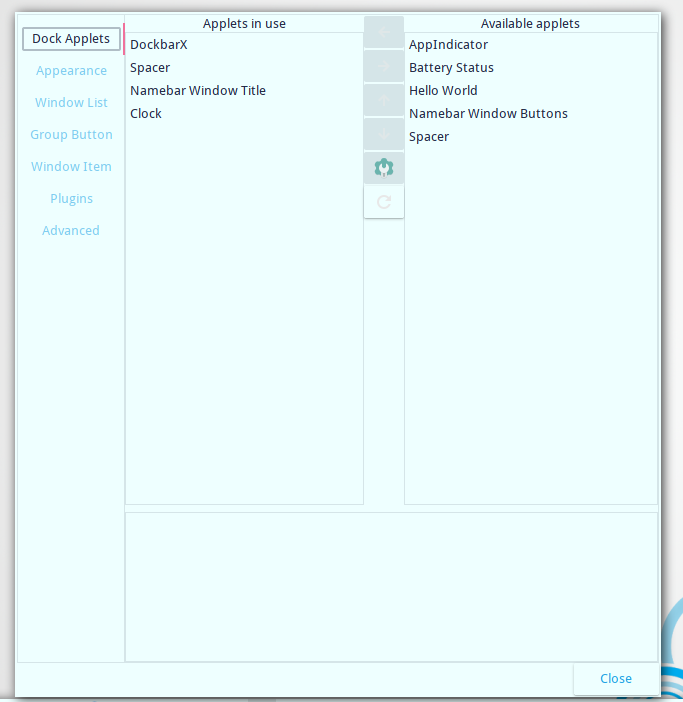 Dock Applets
Appearance
Window List
Group Button
Window Item
Plugins
Advanced
Applets in use
DockbarX
Spacer
Namebar Window Title
Clock
Available applets
AppIndicator
Battery Status
Hello World
Namebar Window Buttons
Spacer
Close